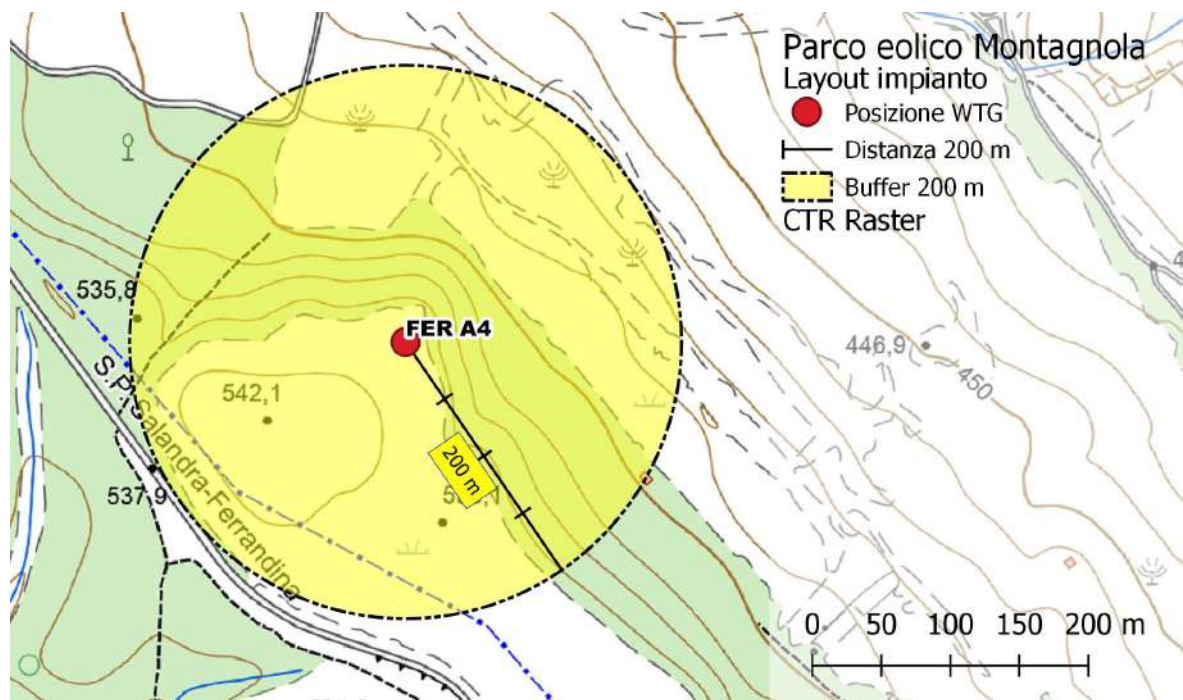 Parco eolico Montagnola
Layout impianto
Posizione WTG
Distanza 200 m
Buffer 200 m
CTR Raster
535,8
FER A4
446,9
450
542,1
200 m
537,9
Salandra-Ferrandina
0 50 100 150 200 m